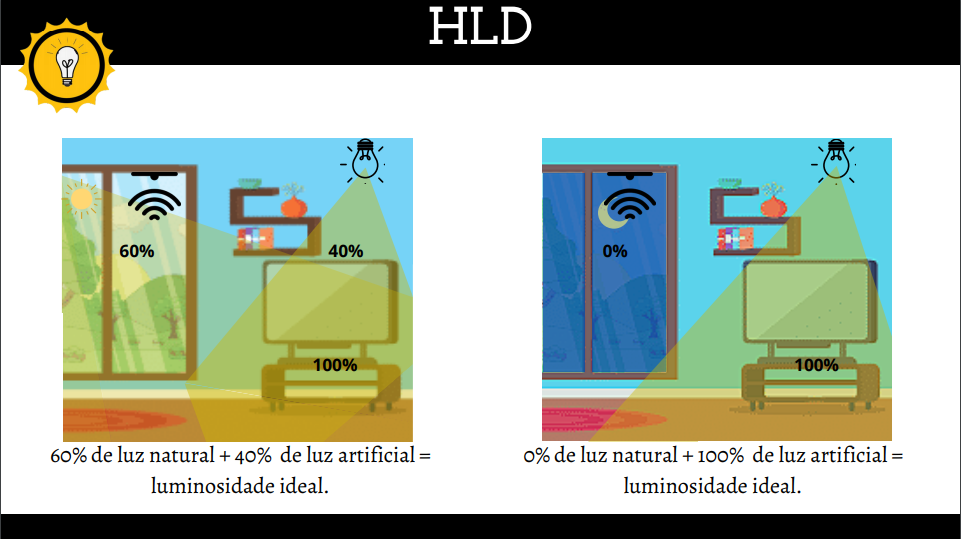 HLD
60%
40%
100%
60% de luz natural + 40% de luz artificial =
luminosidade ideal.
0%
100%
0% de luz natural + 100% de luz artificial =
luminosidade ideal.